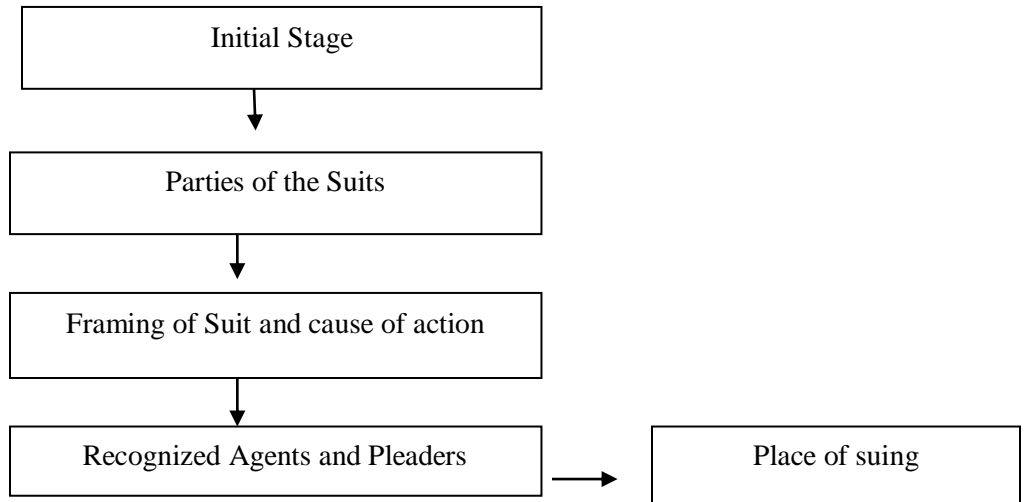 Initial Stage
Parties of the Suits
Framing of Suit and cause of action
Recognized Agents and Pleaders
Place of suing